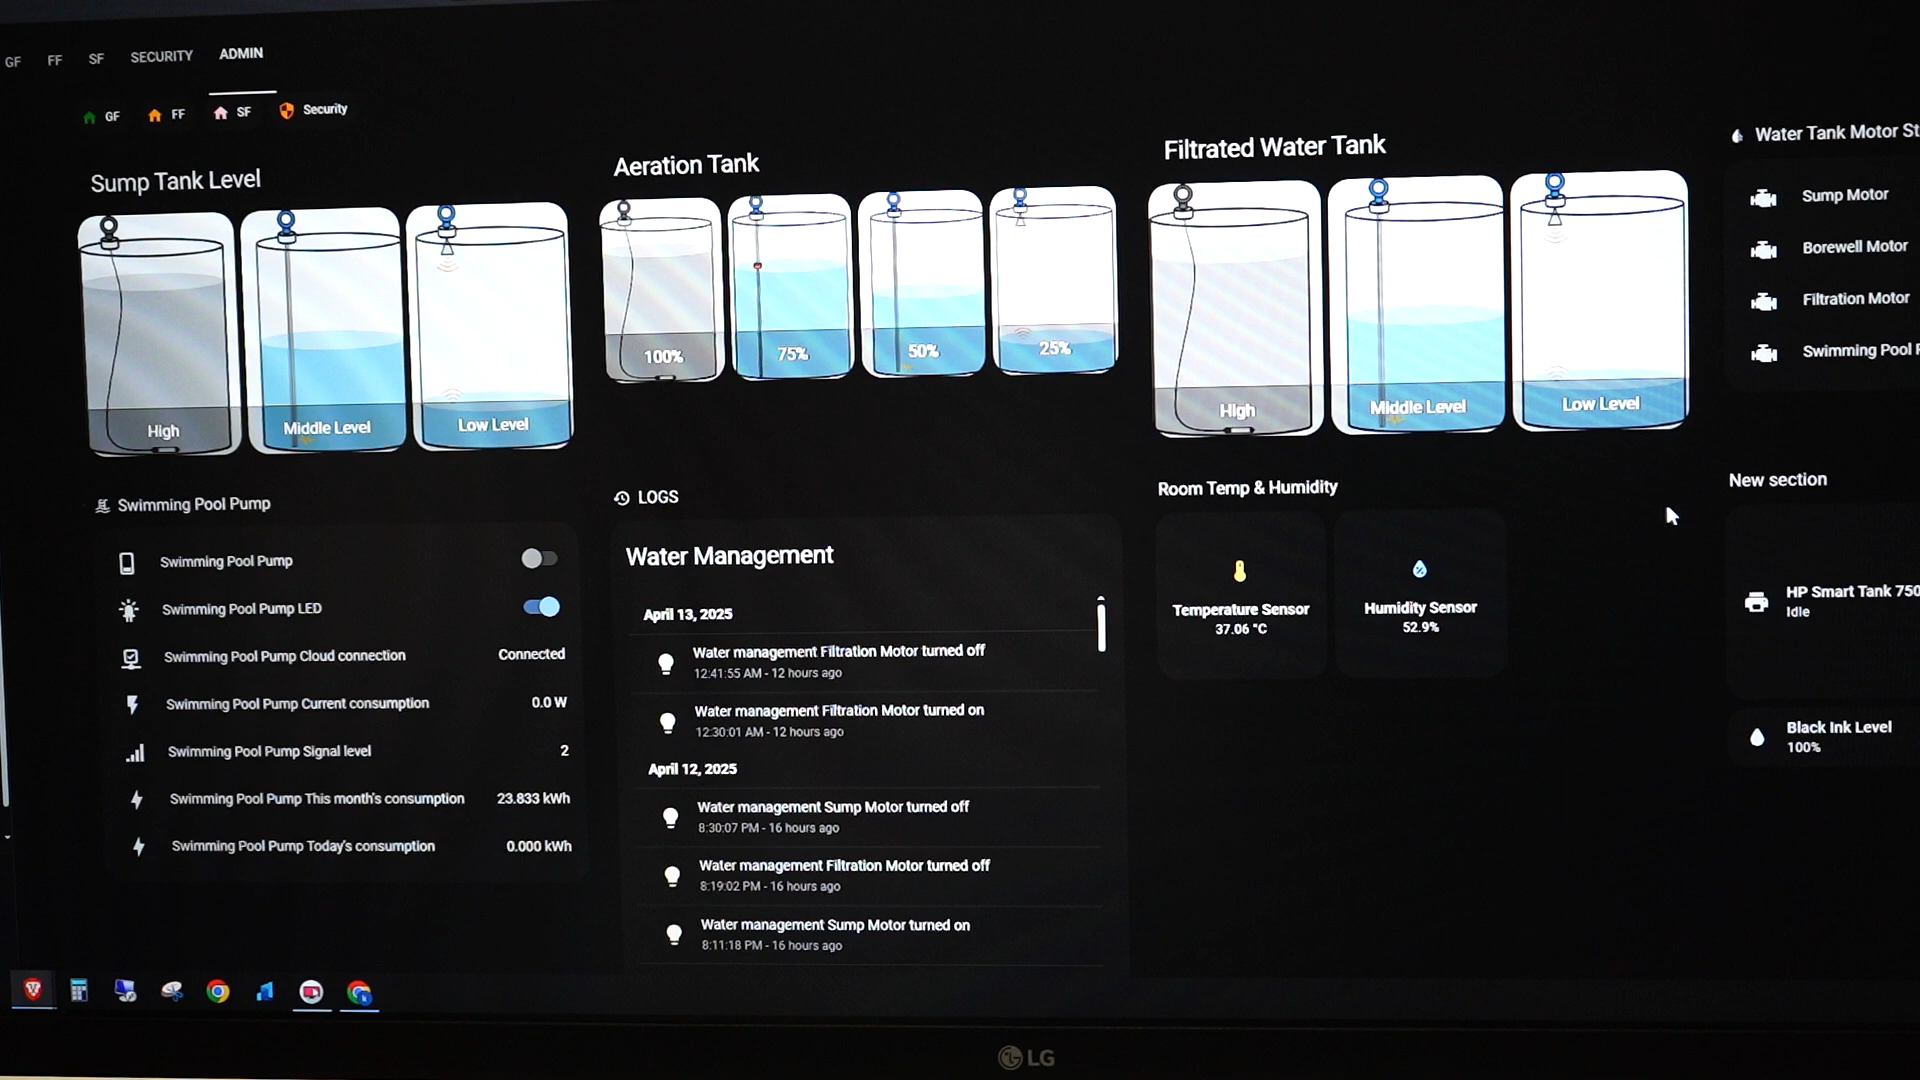 GF FF SF SECURITY ADMIN
GF FF SF Security
Sump Tank Level
High
Middle Level
Low Level
Aeration Tank
100%
75%
50%
25%
Filtrated Water Tank
High
Middle Level
Low Level
Water Tank Motor St
Sump Motor
Borewell Motor
Filtration Motor
Swimming Pool P
Swimming Pool Pump
Swimming Pool Pump
Swimming Pool Pump LED
Swimming Pool Pump Cloud connection Connected
Swimming Pool Pump Current consumption 0.0 W
Swimming Pool Pump Signal level 2
Swimming Pool Pump This month's consumption 23.833 kWh
Swimming Pool Pump Today's consumption 0.000 kWh
LOGS
Water Management
April 13, 2025
Water management Filtration Motor turned off
12:41:55 AM - 12 hours ago
Water management Filtration Motor turned on
12:30:01 AM - 12 hours ago
April 12, 2025
Water management Sump Motor turned off
8:30:07 PM - 16 hours ago
Water management Filtration Motor turned off
8:19:02 PM - 16 hours ago
Water management Sump Motor turned on
8:11:18 PM - 16 hours ago
Room Temp & Humidity
Temperature Sensor
37.06 °C
Humidity Sensor
52.9%
New section
HP Smart Tank 750
Idle
Black Ink Level
100%
LG